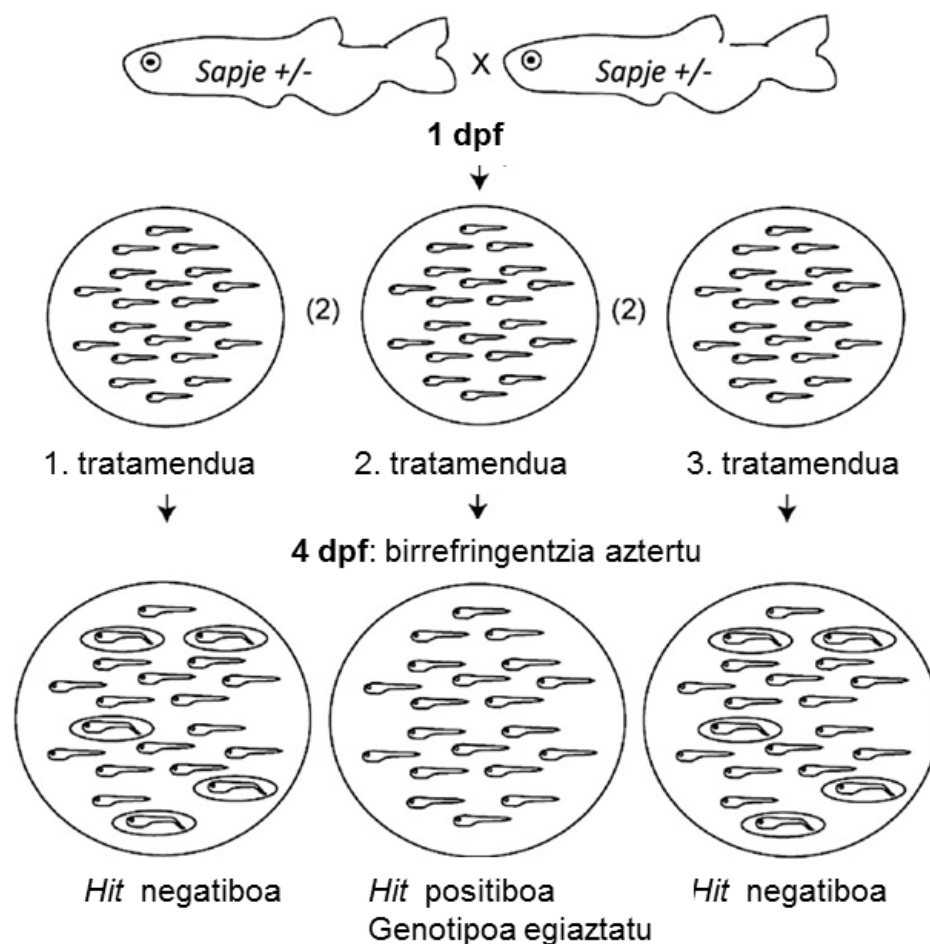 Sapje +/- X Sapje +/-
1 dpf
(2) (2)
1. tratamendua 2. tratamendua 3. tratamendua
4 dpf: birrefringentzia aztertu
Hit negatiboa Hit positiboa Hit negatiboa
Genotipoa egiaztatu